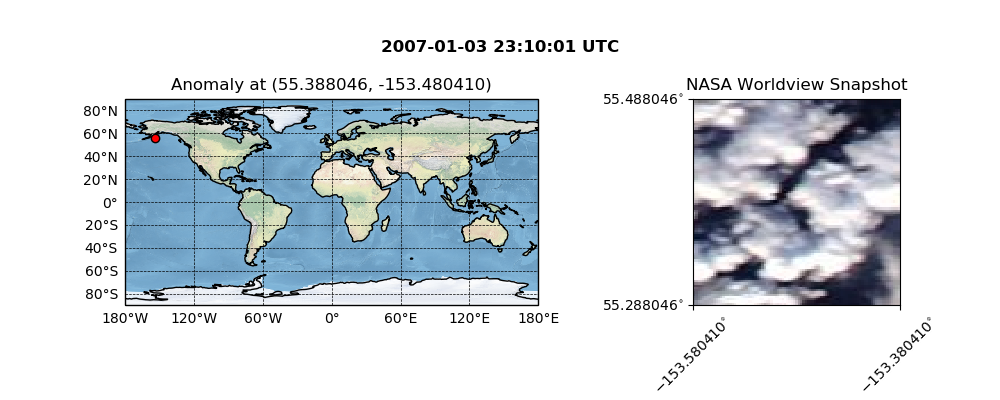 2007-01-03 23:10:01 UTC
Anomaly at (55.388046, -153.480410)
80°N
60°N
40°N
20°N
0°
20°S
40°S
60°S
80°S
180°W 120°W 60°W 0° 60°E 120°E 180°E
NASA Worldview Snapshot
55.488046°
55.288046°
−153.580410°
−153.380410°